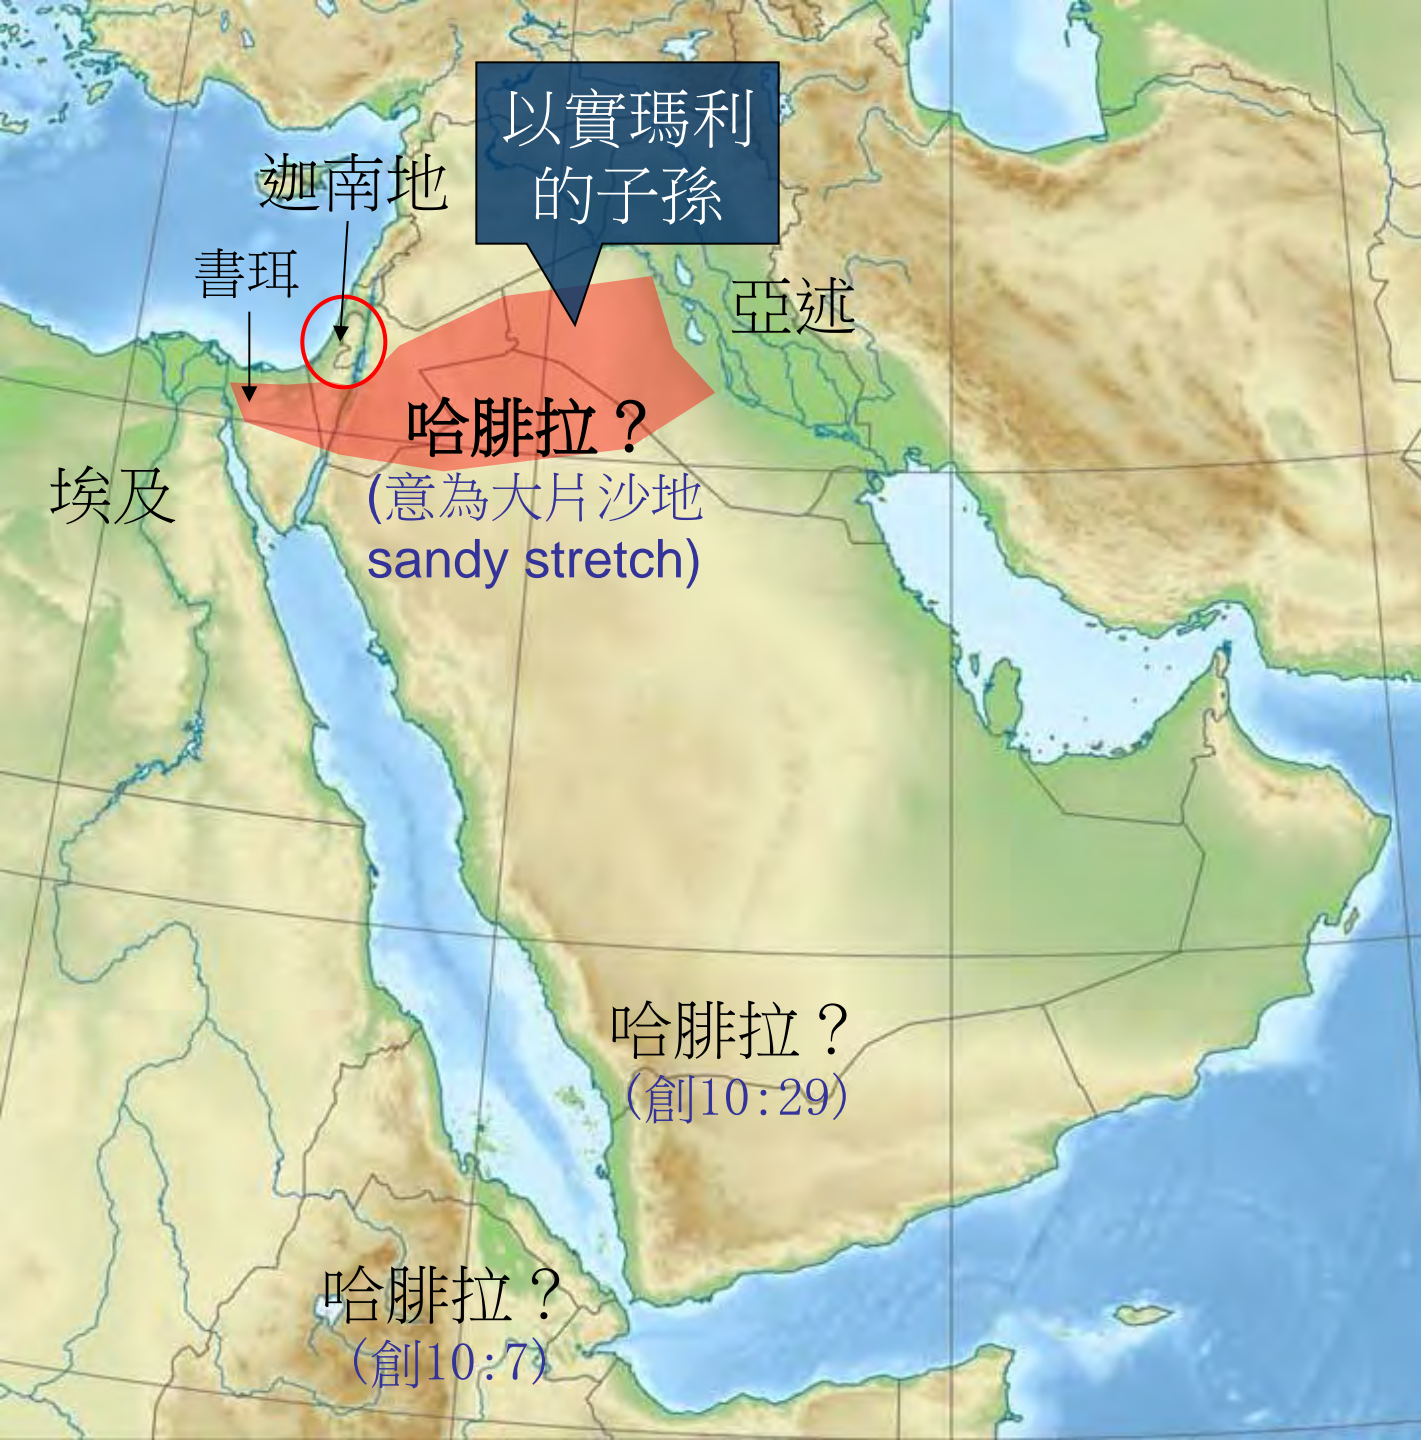 以實瑪利
的子孫
迦南地
書珥
亞述
哈腓拉？
(意為大片沙地
sandy stretch)
埃及
哈腓拉？
(創10:29)
哈腓拉？
(創10:7)